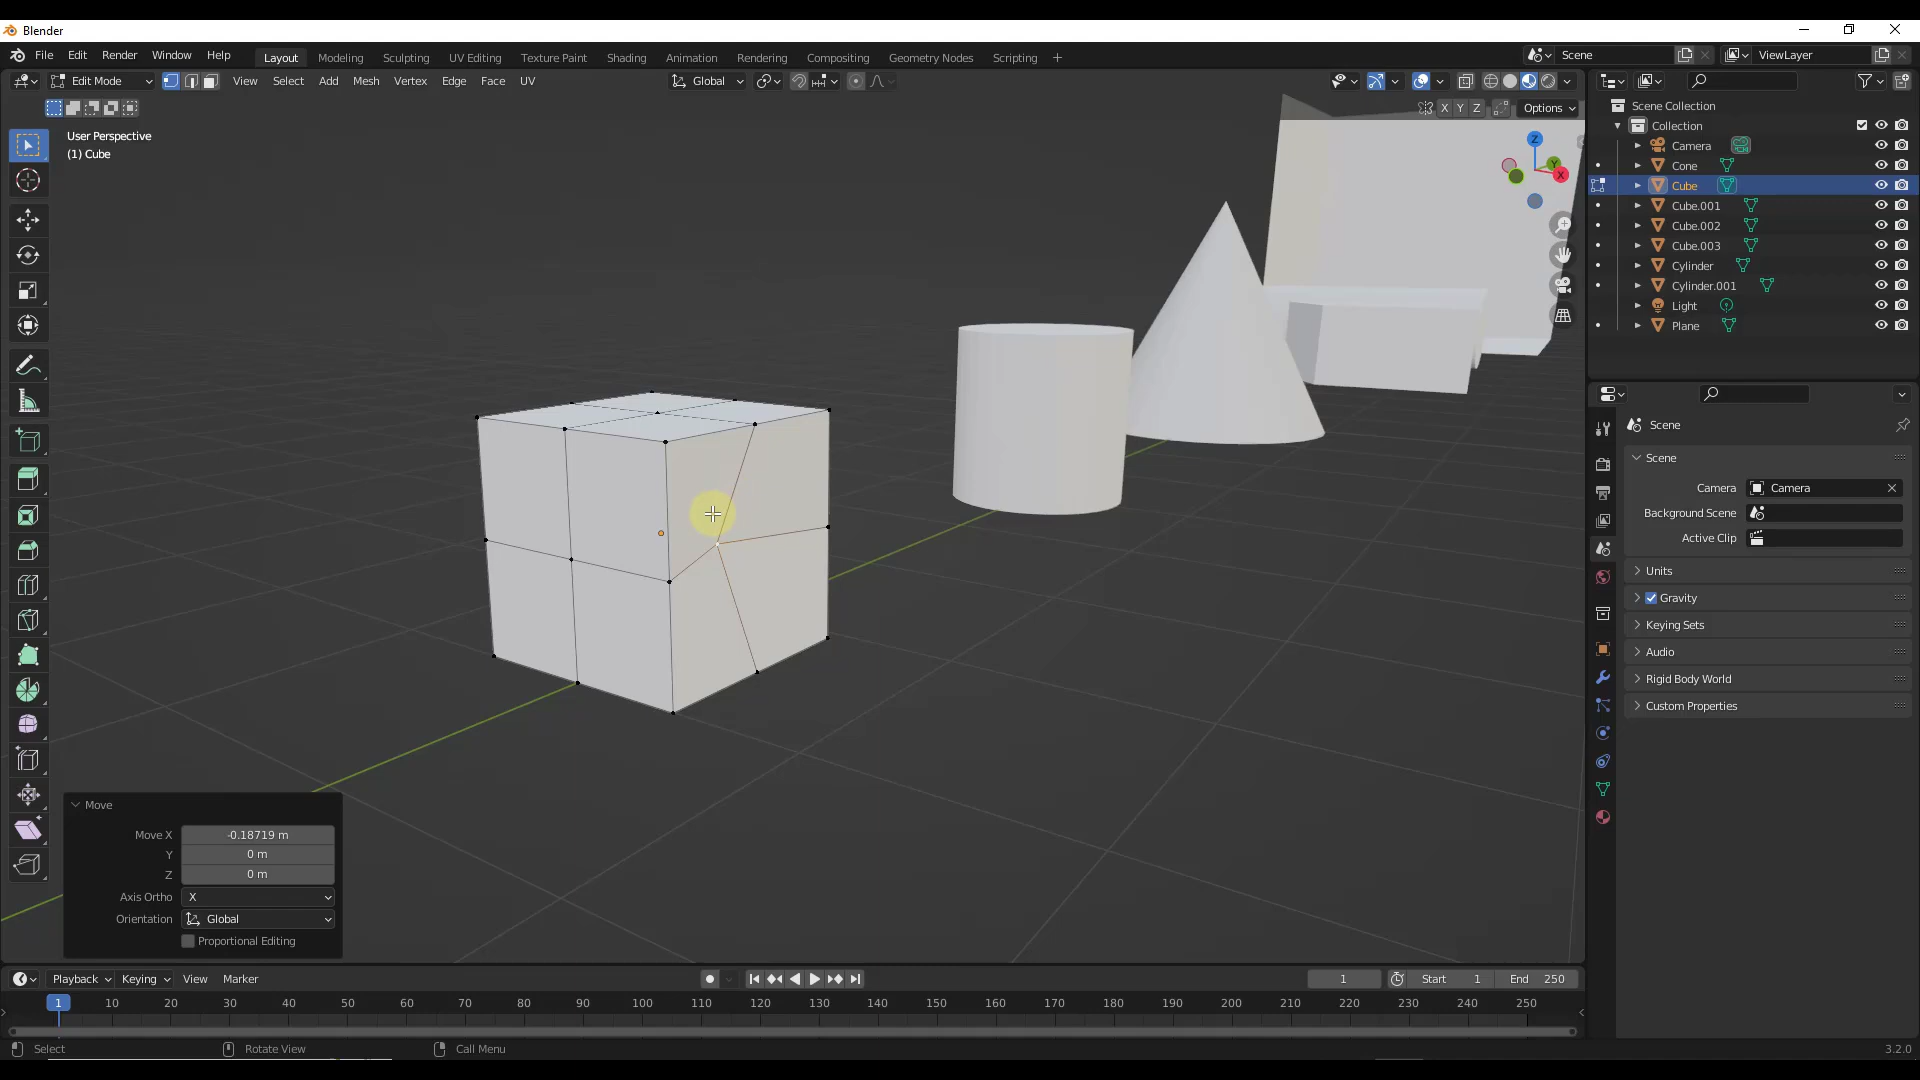 Blender
File Edit Render Window Help Layout Modeling Sculpting UV Editing Texture Paint Shading Animation Rendering Compositing Geometry Nodes Scripting + Scene ViewLayer
Edit Mode View Select Add Mesh Vertex Edge Face UV Global
X Y Z Options
User Perspective
(1) Cube
Z
Y
X
Scene Collection
Collection
Camera
Cone
Cube
Cube.001
Cube.002
Cube.003
Cylinder
Cylinder.001
Light
Plane
Scene
Scene
Camera Camera
Background Scene
Active Clip
Units
Gravity
Keying Sets
Audio
Rigid Body World
Custom Properties
Move
Move X -0.18719 m
Y 0 m
Z 0 m
Axis Ortho X
Orientation Global
Proportional Editing
Playback Keying View Marker 1 Start 1 End 250
1 10 20 30 40 50 60 70 80 90 100 110 120 130 140 150 160 170 180 190 200 210 220 230 240 250
Select Rotate View Call Menu 3.2.0